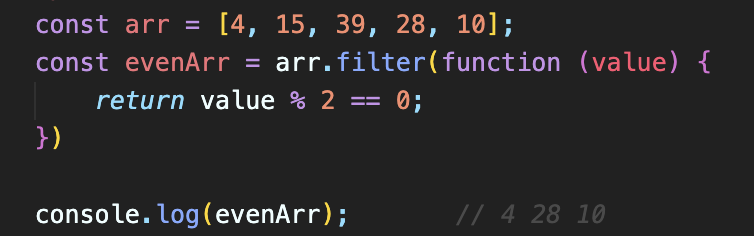 const arr = [4, 15, 39, 28, 10];
const evenArr = arr.filter(function (value) {
    return value % 2 == 0;
})
console.log(evenArr);        // 4 28 10